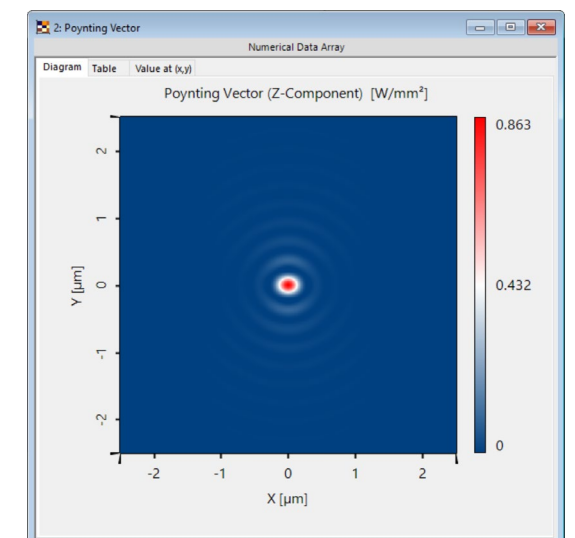 2: Poynting Vector
Numerical Data Array
Diagram Table Value at (x,y)
Poynting Vector (Z-Component) [W/mm²]
0.863
2
1
Y [µm]
0
0.432
-1
-2
0
-2 -1 0 1 2
X [µm]